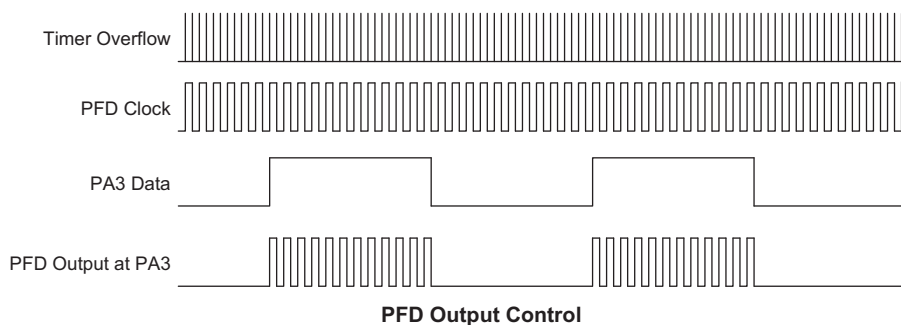 Timer Overflow
PFD Clock
PA3 Data
PFD Output at PA3
PFD Output Control